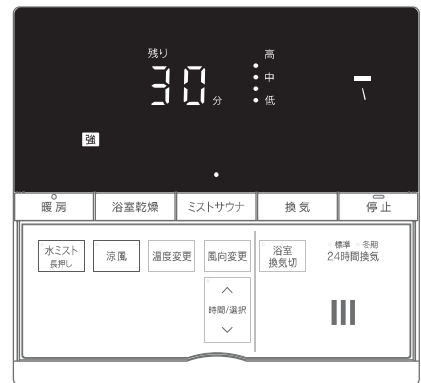 残り 高
30分 中
低
強
暖房 浴室乾燥 ミストサウナ 換気 停止
水ミスト 涼風 温度変更 風向変更 浴室 標準 冬期
長押し 換気切 24時間換気
時間/選択